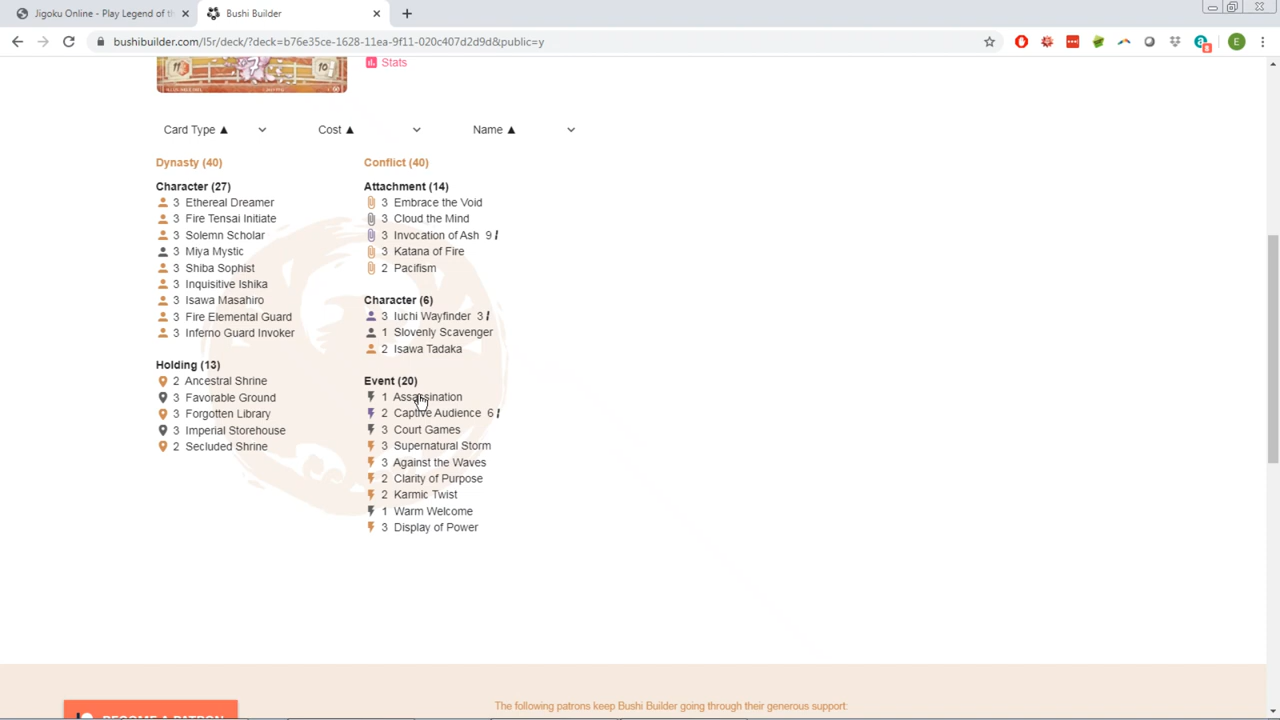 Jigoku Online - Play Legend of th
Bushi Builder
bushibuilder.com/l5r/deck/?deck=b76e35ce-1628-11ea-9f11-020c407d2d9d&public=y
8
E
11
10
Stats
Card Type ▲
Cost ▲
Name ▲
Dynasty (40)
Character (27)
3 Ethereal Dreamer
3 Fire Tensai Initiate
3 Solemn Scholar
3 Miya Mystic
3 Shiba Sophist
3 Inquisitive Ishika
3 Isawa Masahiro
3 Fire Elemental Guard
3 Inferno Guard Invoker
Holding (13)
2 Ancestral Shrine
3 Favorable Ground
3 Forgotten Library
3 Imperial Storehouse
2 Secluded Shrine
Conflict (40)
Attachment (14)
3 Embrace the Void
3 Cloud the Mind
3 Invocation of Ash 9
3 Katana of Fire
2 Pacifism
Character (6)
3 Iuchi Wayfinder 3
1 Slovenly Scavenger
2 Isawa Tadaka
Event (20)
1 Assassination
2 Captive Audience 6
3 Court Games
3 Supernatural Storm
3 Against the Waves
2 Clarity of Purpose
2 Karmic Twist
1 Warm Welcome
3 Display of Power
BECOME A PATRON
The following patrons keep Bushi Builder going through their generous support: